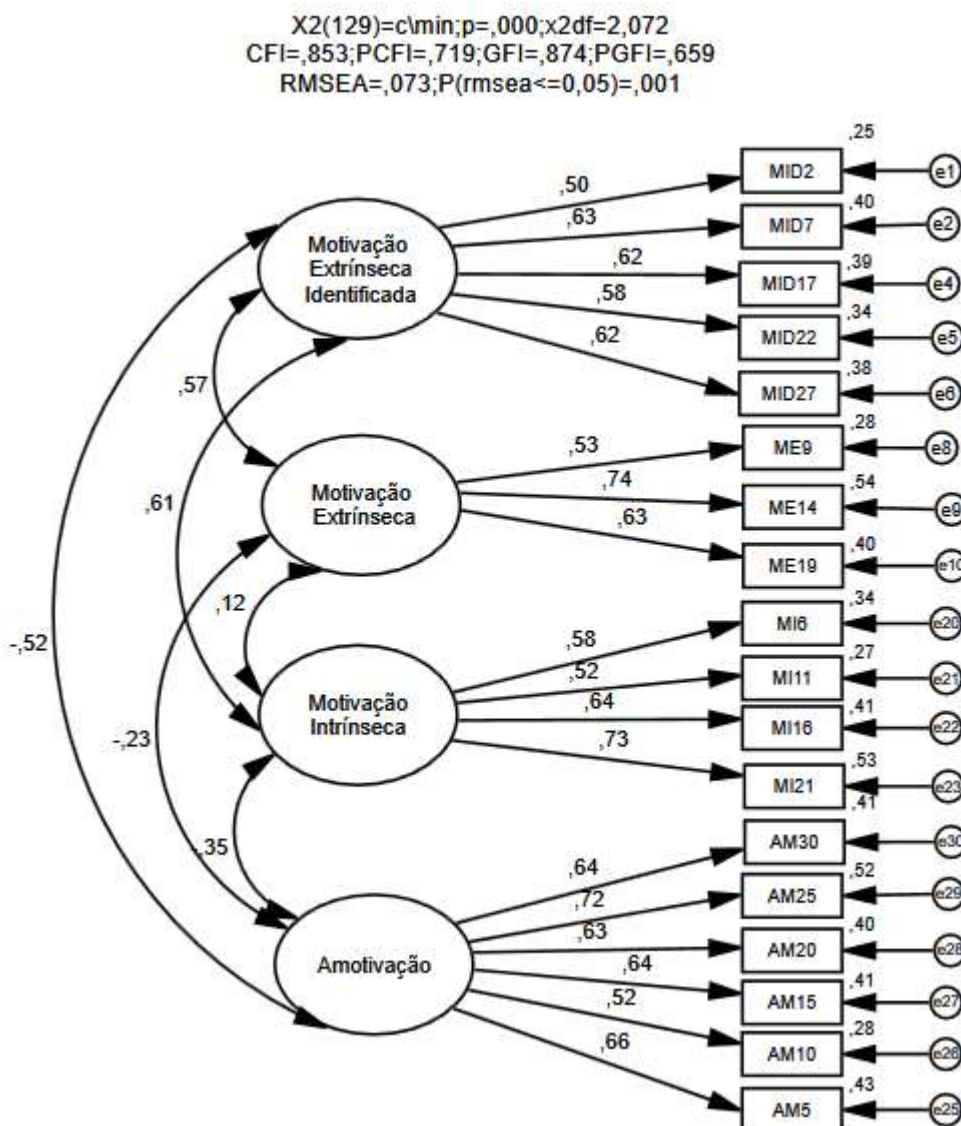 X2(129)=c\min;p=,000;x2df=2,072
CFI=,853;PCFI=,719;GFI=,874;PGFI=,659
RMSEA=,073;P(rmsea<=0,05)=,001
,25
,50
MID2
e1
,63
,40
MID7
e2
Motivação
Extrínseca
Identificada
,62
,39
MID17
e4
,58
,34
MID22
e5
,62
,38
MID27
e6
,57
,28
,53
ME9
e8
Motivação
Extrínseca
,74
,54
ME14
e9
,61
,63
,40
ME19
e10
,12
,34
,58
MI6
e20
-,52
,27
,52
MI11
e21
Motivação
Intrínseca
,64
,41
MI16
e22
-,23
,73
,53
MI21
e23
,41
-,35
,64
AM30
e30
,52
,72
AM25
e29
,40
,63
AM20
e28
Amotivação
,64
,41
AM15
e27
,52
,28
AM10
e26
,66
,43
AM5
e25